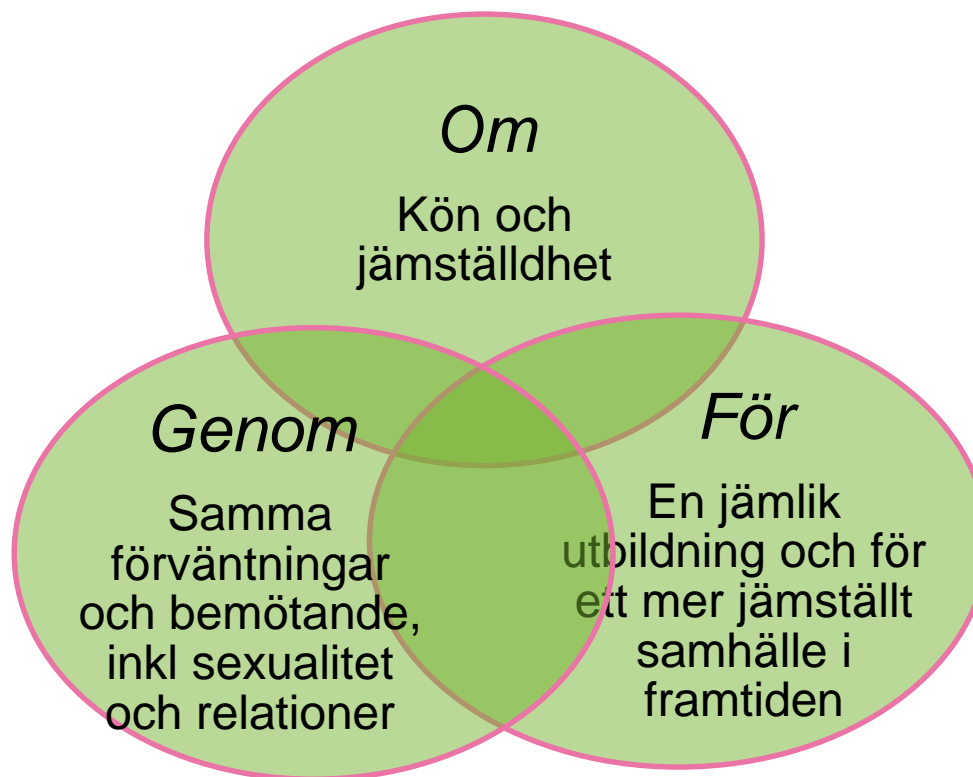 Om
Kön och
jämställdhet
Genom
Samma
förväntningar
och bemötande,
inkl sexualitet
och relationer
För
En jämlik
utbildning och för
ett mer jämställt
samhälle i
framtiden